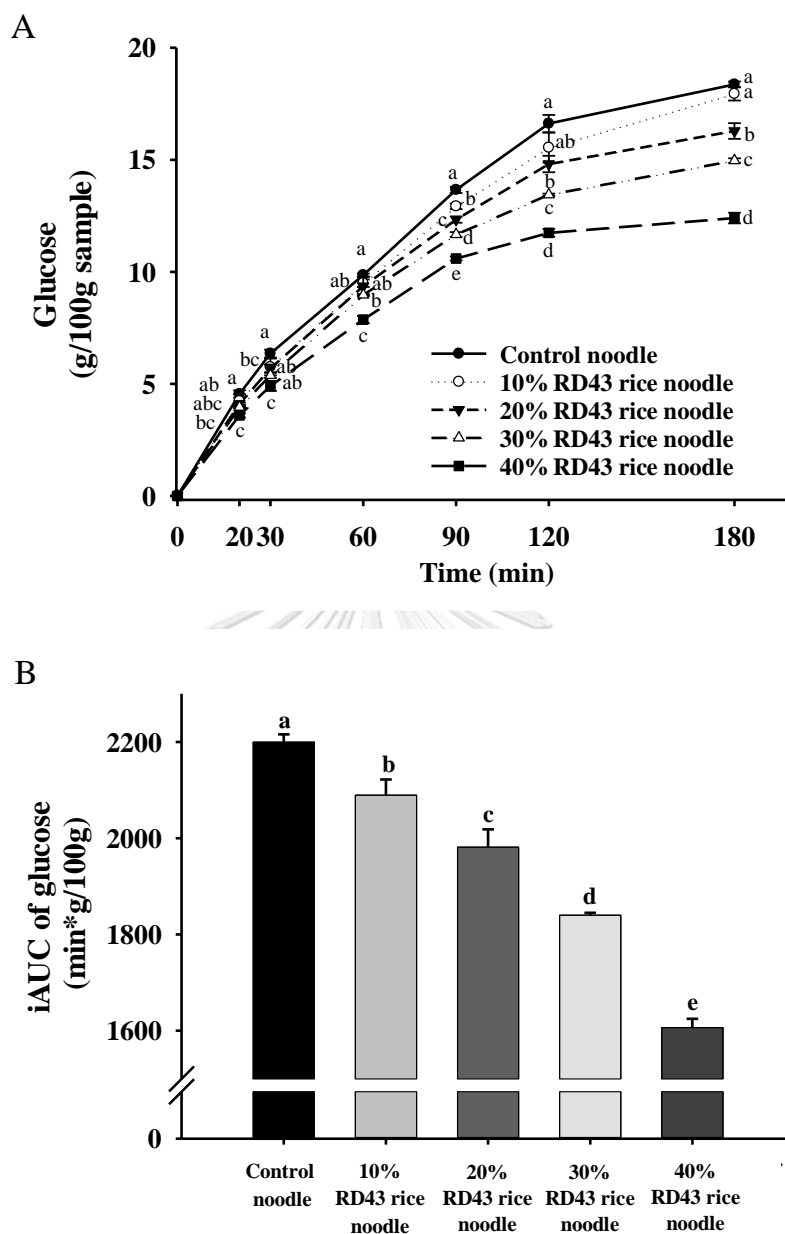 A
20
15
10
5
0
Glucose
(g/100g sample)
a
a
a
ab
b
b
c
c
d
d
a
b
c
d
e
a
ab
ab
b
c
a
bc
ab
ab
c
ab
a
abc
bc
c
Control noodle
10% RD43 rice noodle
20% RD43 rice noodle
30% RD43 rice noodle
40% RD43 rice noodle
0 20 30 60 90 120 180
Time (min)
B
2200
2000
1800
1600
0
iAUC of glucose
(min*g/100g)
a
b
c
d
e
Control
noodle
10%
RD43 rice
noodle
20%
RD43 rice
noodle
30%
RD43 rice
noodle
40%
RD43 rice
noodle